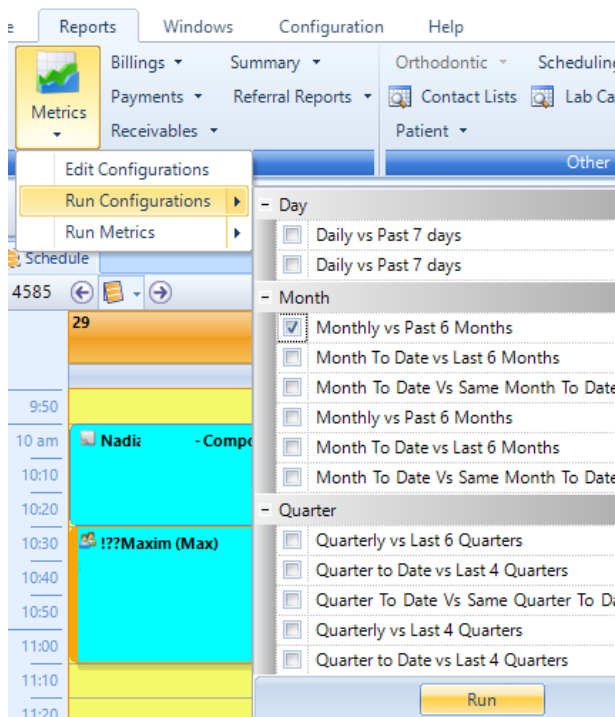 e Reports Windows Configuration Help
Metrics
Billings Summary
Payments Referral Reports
Receivables
Orthodontic Scheduling
Contact Lists Lab Ca
Patient
Other
Edit Configurations
Run Configurations
Run Metrics
Schedule
4585
29
9:50
10 am
10:10
10:20
10:30
10:40
10:50
11:00
11:10
11:20
Nadia - Compo
!??Maxim (Max)
- Day
Daily vs Past 7 days
Daily vs Past 7 days
- Month
Monthly vs Past 6 Months
Month To Date vs Last 6 Months
Month To Date Vs Same Month To Date
Monthly vs Past 6 Months
Month To Date vs Last 6 Months
Month To Date Vs Same Month To Date
- Quarter
Quarterly vs Last 6 Quarters
Quarter to Date vs Last 4 Quarters
Quarter To Date Vs Same Quarter To Da
Quarterly vs Last 4 Quarters
Quarter to Date vs Last 4 Quarters
Run